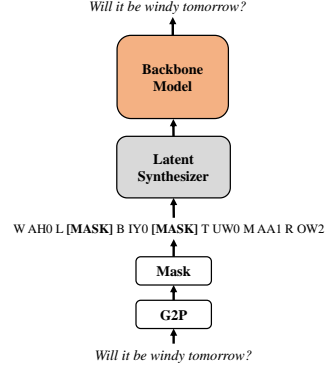 Will it be windy tomorrow?
Backbone
Model
Latent
Synthesizer
W AH0 L [MASK] B IY0 [MASK] T UW0 M AA1 R OW2
Mask
G2P
Will it be windy tomorrow?